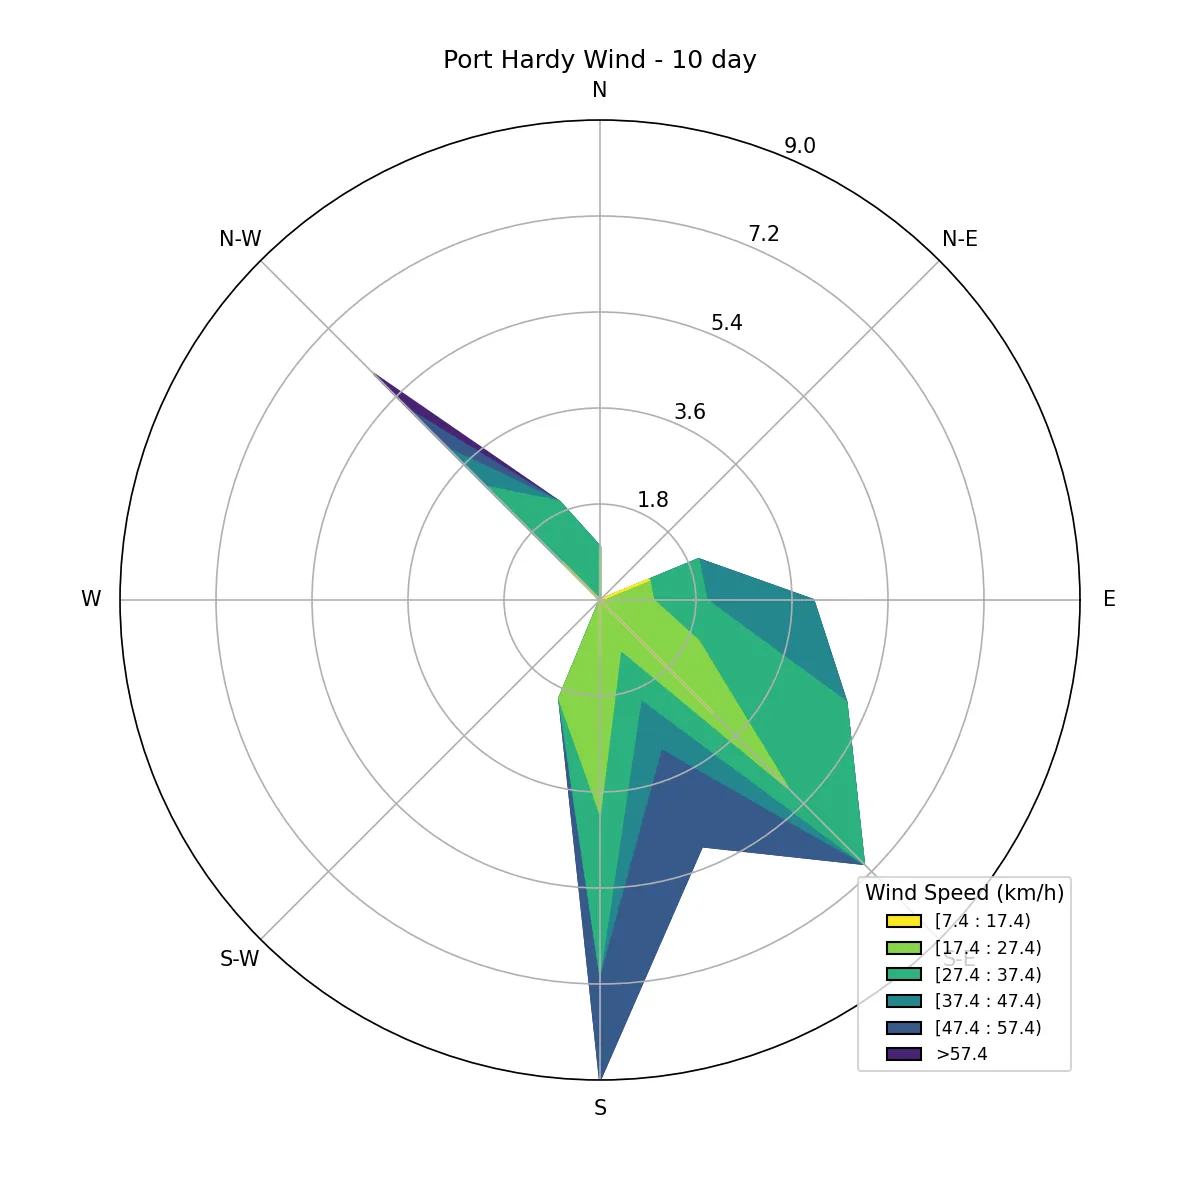 Port Hardy Wind - 10 day
N
9.0
N-W
N-E
7.2
5.4
3.6
1.8
W
E
Wind Speed (km/h)
[7.4 : 17.4)
[17.4 : 27.4)
[27.4 : 37.4)
[37.4 : 47.4)
[47.4 : 57.4)
>57.4
S-W
S-E
S